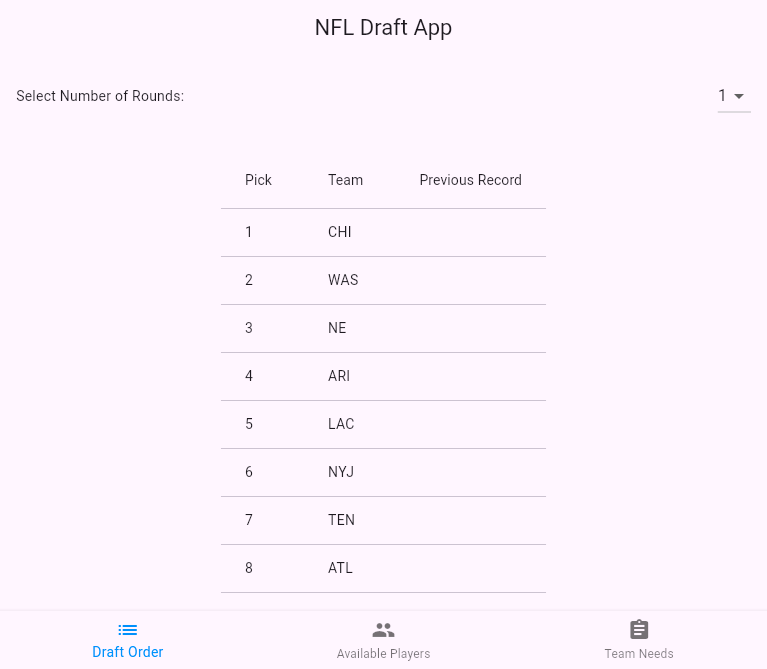 NFL Draft App
Select Number of Rounds: 1
Pick Team Previous Record
1 CHI
2 WAS
3 NE
4 ARI
5 LAC
6 NYJ
7 TEN
8 ATL
Draft Order Available Players Team Needs